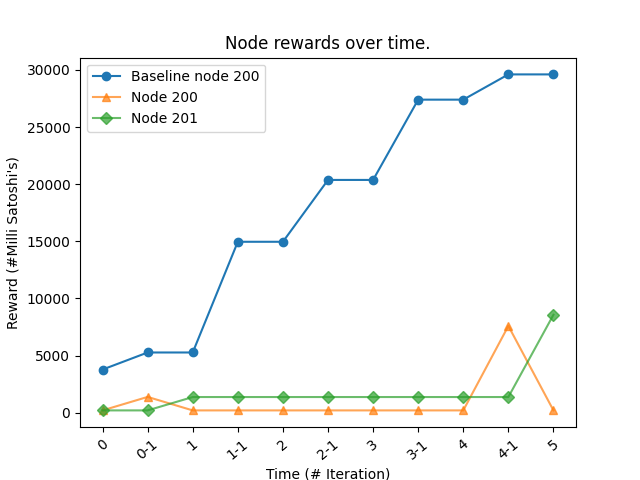 Node rewards over time.
Reward (#Milli Satoshi's)
30000
25000
20000
15000
10000
5000
0
Baseline node 200
Node 200
Node 201
0 0-1 1 1-1 2 2-1 3 3-1 4 4-1 5
Time (# Iteration)